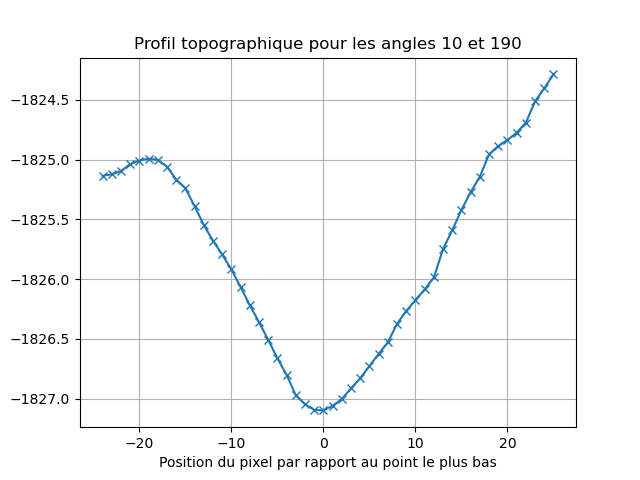 Profil topographique pour les angles 10 et 190
−1824.5
−1825.0
−1825.5
−1826.0
−1826.5
−1827.0
−20 −10 0 10 20
Position du pixel par rapport au point le plus bas